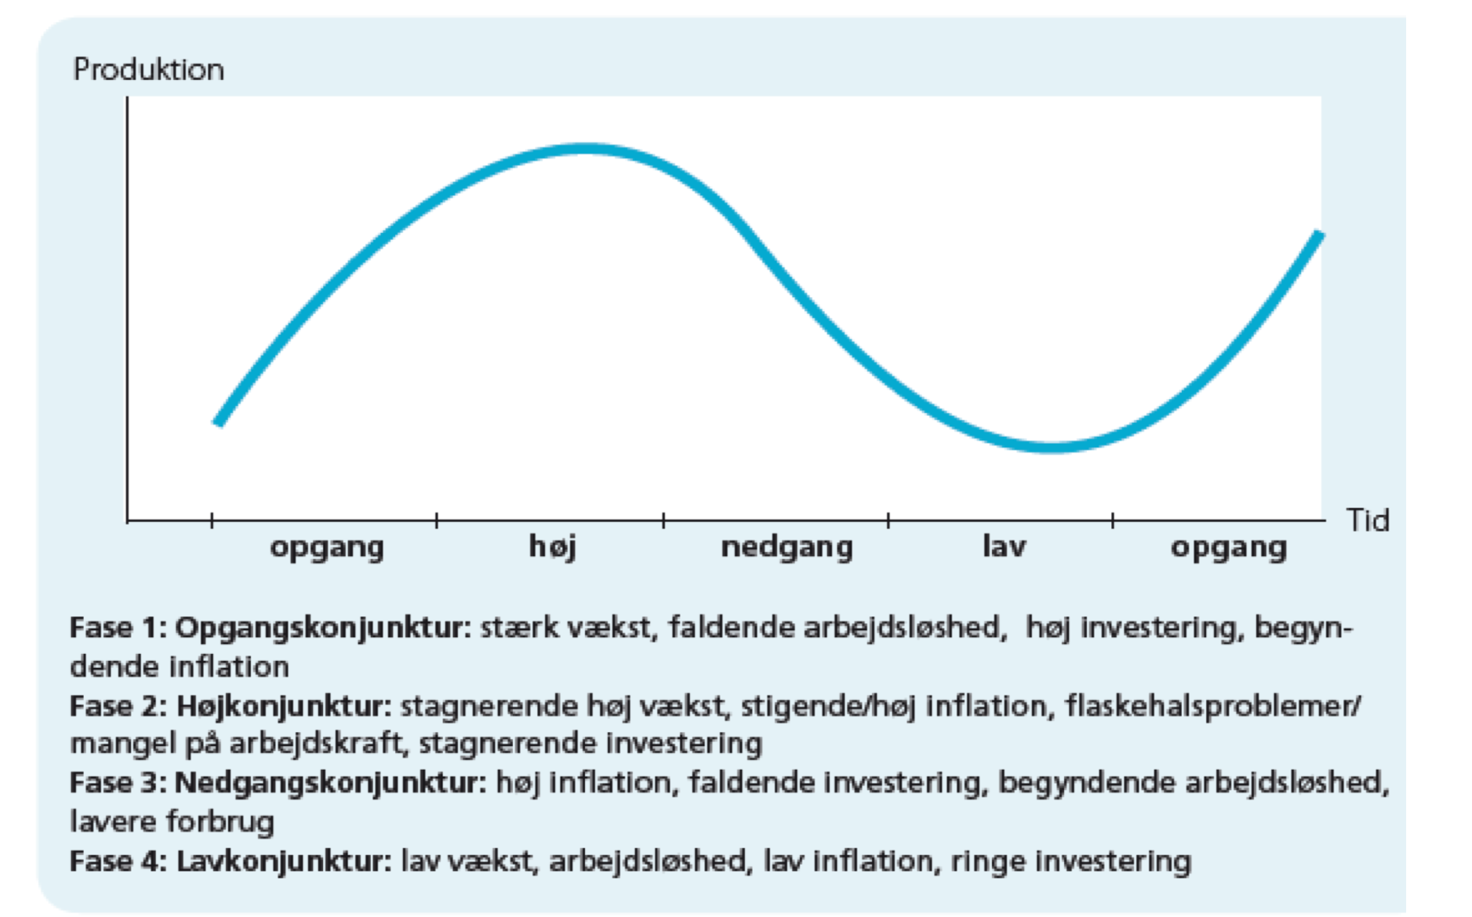 Produktion
Tid
opgang høj nedgang lav opgang
Fase 1: Opgangskonjunktur: stærk vækst, faldende arbejdsløshed, høj investering, begyn-
dende inflation
Fase 2: Højkonjunktur: stagnerende høj vækst, stigende/høj inflation, flaskehalsproblemer/
mangel på arbejdskraft, stagnerende investering
Fase 3: Nedgangskonjunktur: høj inflation, faldende investering, begyndende arbejdsløshed,
lavere forbrug
Fase 4: Lavkonjunktur: lav vækst, arbejdsløshed, lav inflation, ringe investering